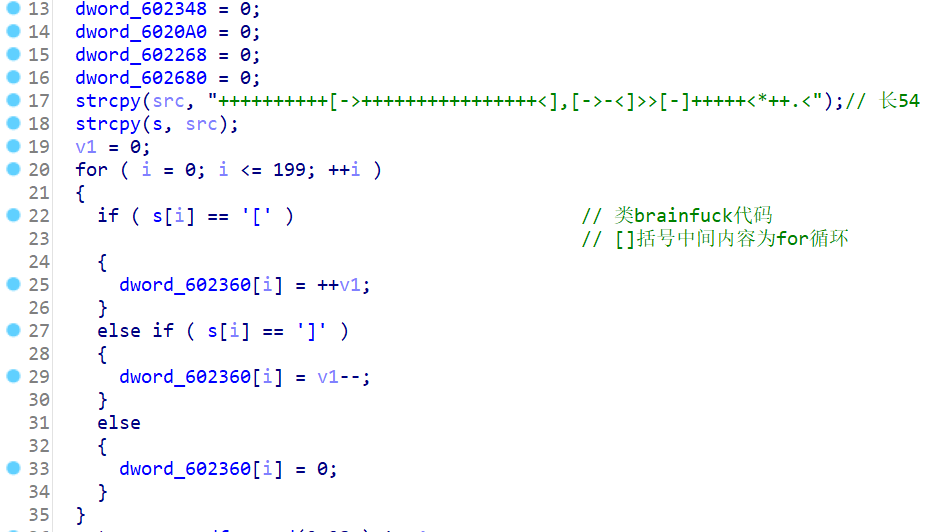 13 dword_602348 = 0;
14 dword_6020A0 = 0;
15 dword_602268 = 0;
16 dword_602680 = 0;
17 strcpy(src, "++++++++++[->++++++++++++++++<],[->-<]>>[-]+++++<*++.<");// 长54
18 strcpy(s, src);
19 v1 = 0;
20 for ( i = 0; i <= 199; ++i )
21 {
22 if ( s[i] == '[' ) // 类brainfuck代码
23 // []括号中间内容为for循环
24 {
25 dword_602360[i] = ++v1;
26 }
27 else if ( s[i] == ']' )
28 {
29 dword_602360[i] = v1--;
30 }
31 else
32 {
33 dword_602360[i] = 0;
34 }
35 }